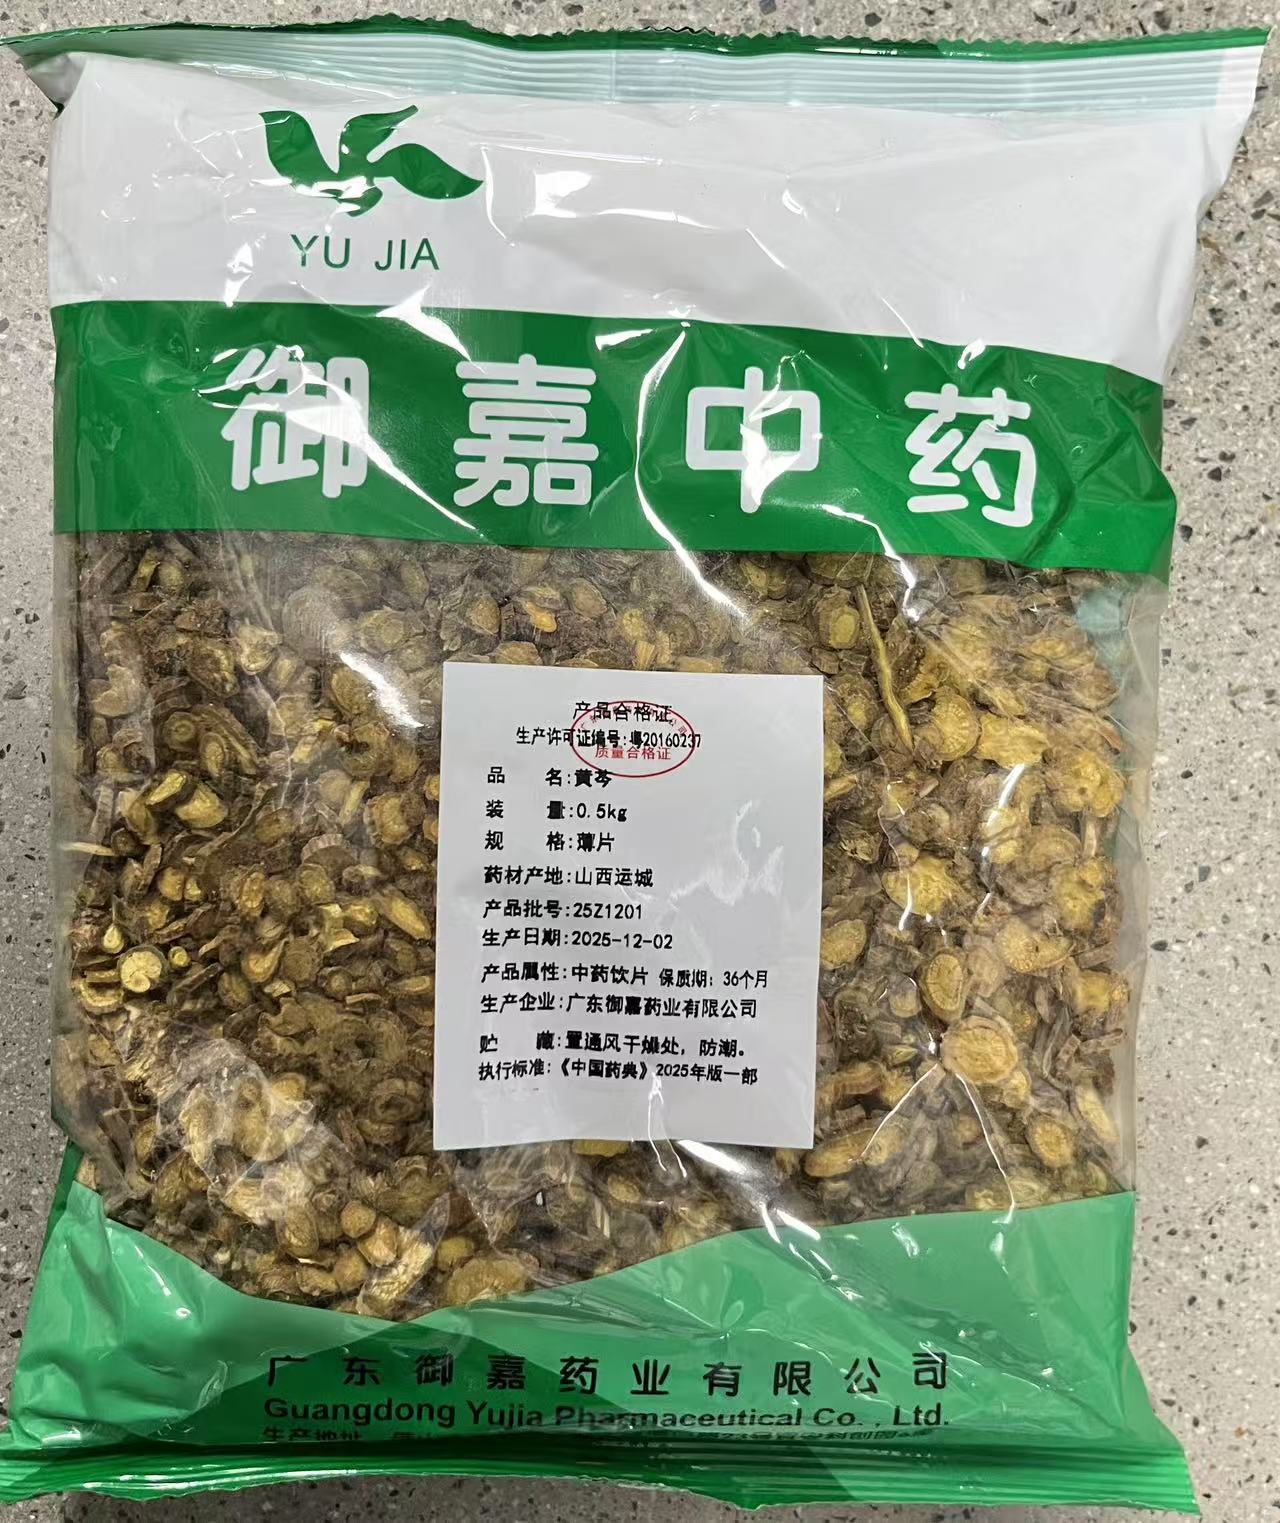 YU JIA
御嘉中药
产品合格证
生产许可证编号:粤20160237
质量合格证
品 名:黄芩
装 量:0.5kg
规 格:薄片
药材产地:山西运城
产品批号:25Z1201
生产日期:2025-12-02
产品属性:中药饮片 保质期: 36个月
生产企业:广东御嘉药业有限公司
贮 藏:置通风干燥处, 防潮。
执行标准:《中国药典》2025年版一部
广东御嘉药业有限公司
Guangdong Yujia Pharmaceutical Co., Ltd.
生产地址